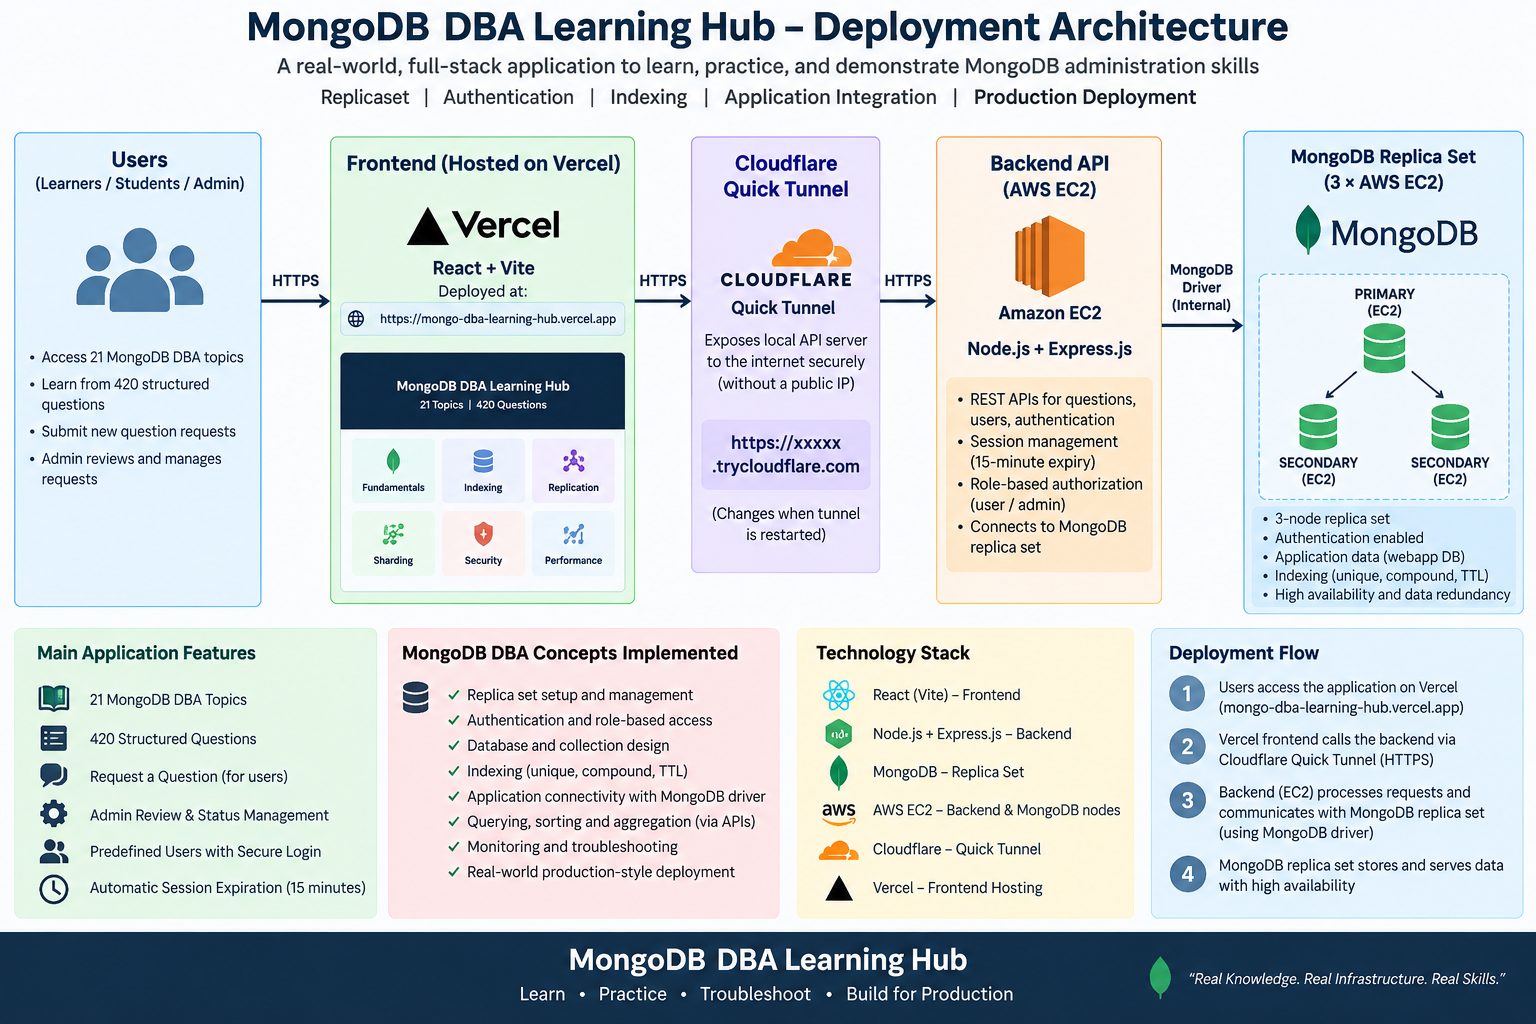 MongoDB DBA Learning Hub – Deployment Architecture
A real-world, full-stack application to learn, practice, and demonstrate MongoDB administration skills
Replicaset | Authentication | Indexing | Application Integration | Production Deployment
Users
(Learners / Students / Admin)
• Access 21 MongoDB DBA topics
• Learn from 420 structured
questions
• Submit new question requests
• Admin reviews and manages
requests
HTTPS
Frontend (Hosted on Vercel)
Vercel
React + Vite
Deployed at:
https://mongo-dba-learning-hub.vercel.app
MongoDB DBA Learning Hub
21 Topics | 420 Questions
Fundamentals
Indexing
Replication
Sharding
Security
Performance
HTTPS
Cloudflare
Quick Tunnel
CLOUDFLARE
Quick Tunnel
Exposes local API server
to the internet securely
(without a public IP)
https://xxxxx
.trycloudflare.com
(Changes when tunnel
is restarted)
HTTPS
Backend API
(AWS EC2)
Amazon EC2
Node.js + Express.js
• REST APIs for questions,
users, authentication
• Session management
(15-minute expiry)
• Role-based authorization
(user / admin)
• Connects to MongoDB
replica set
MongoDB
Driver
(Internal)
MongoDB Replica Set
(3 × AWS EC2)
MongoDB
PRIMARY
(EC2)
SECONDARY
(EC2)
SECONDARY
(EC2)
• 3-node replica set
• Authentication enabled
• Application data (webapp DB)
• Indexing (unique, compound, TTL)
• High availability and data redundancy
Main Application Features
21 MongoDB DBA Topics
420 Structured Questions
Request a Question (for users)
Admin Review & Status Management
Predefined Users with Secure Login
Automatic Session Expiration (15 minutes)
MongoDB DBA Concepts Implemented
✓ Replica set setup and management
✓ Authentication and role-based access
✓ Database and collection design
✓ Indexing (unique, compound, TTL)
✓ Application connectivity with MongoDB driver
✓ Querying, sorting and aggregation (via APIs)
✓ Monitoring and troubleshooting
✓ Real-world production-style deployment
Technology Stack
React (Vite) – Frontend
Node.js + Express.js – Backend
MongoDB – Replica Set
aws AWS EC2 – Backend & MongoDB nodes
Cloudflare – Quick Tunnel
Vercel – Frontend Hosting
Deployment Flow
1 Users access the application on Vercel
(mongo-dba-learning-hub.vercel.app)
2 Vercel frontend calls the backend via
Cloudflare Quick Tunnel (HTTPS)
3 Backend (EC2) processes requests and
communicates with MongoDB replica set
(using MongoDB driver)
4 MongoDB replica set stores and serves data
with high availability
MongoDB DBA Learning Hub
Learn • Practice • Troubleshoot • Build for Production
“Real Knowledge. Real Infrastructure. Real Skills.”